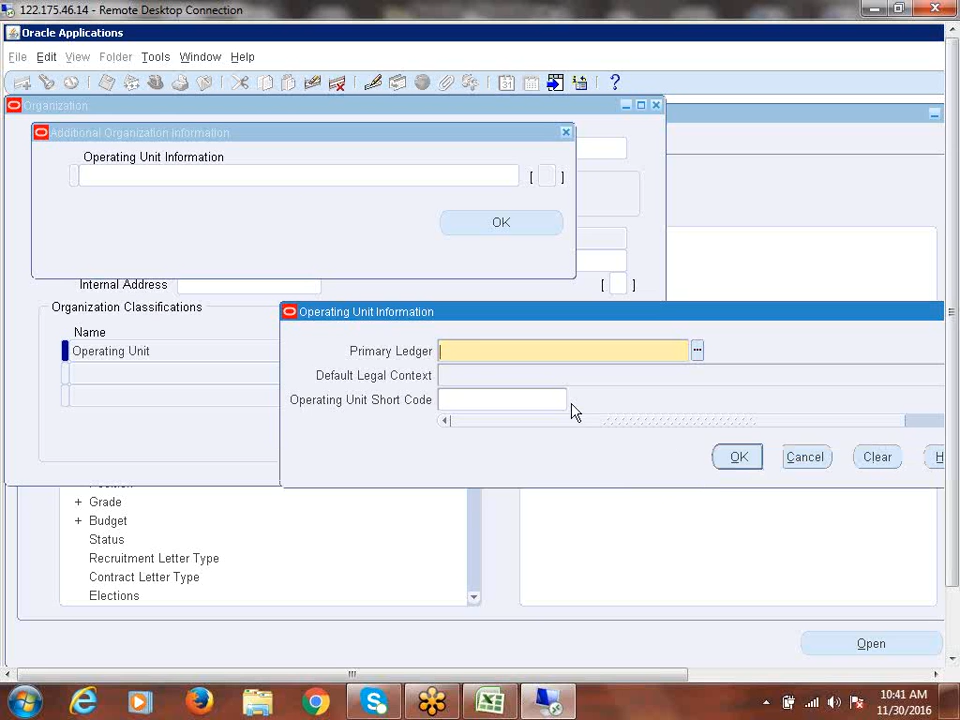 122.175.46.14 - Remote Desktop Connection
Oracle Applications
File Edit View Folder Tools Window Help
Organization
Additional Organization Information
Operating Unit Information
[ ]
OK
Internal Address
[ ]
Organization Classifications
Name
Operating Unit
Operating Unit Information
Primary Ledger
Default Legal Context
Operating Unit Short Code
OK Cancel Clear H
+ Grade
+ Budget
Status
Recruitment Letter Type
Contract Letter Type
Elections
Open
10:41 AM
11/30/2016